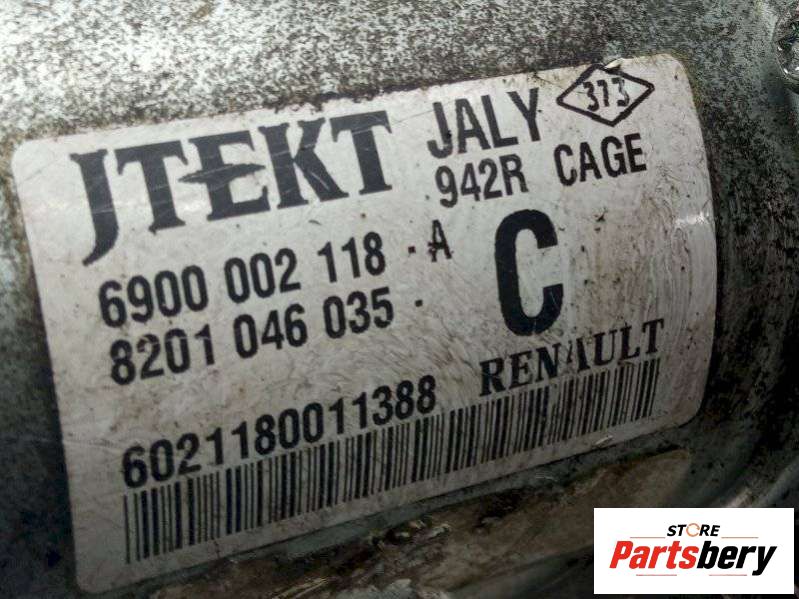 JTEKT JALY 373
942R CAGE
6900 002 118 - A
8201 046 035 -
C
RENAULT
6021180011388
STORE
Partsbery